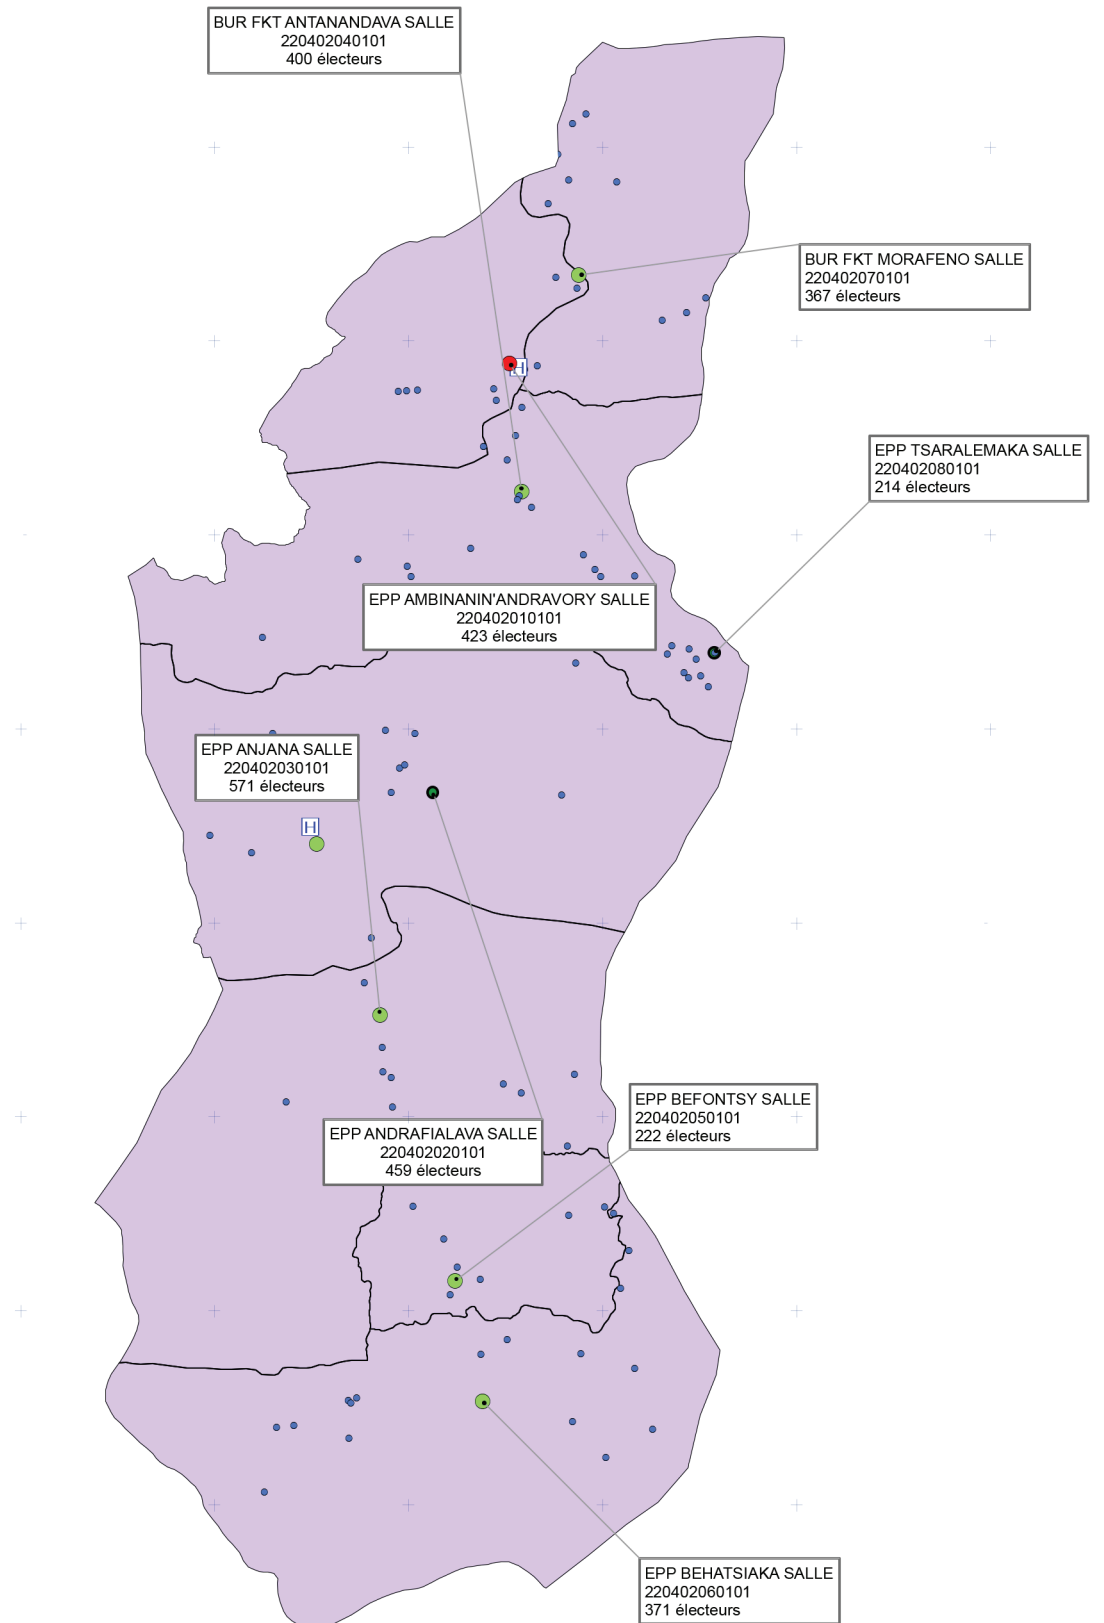 BUR FKT ANTANANDAVA SALLE
220402040101
400 électeurs
BUR FKT MORAFENO SALLE
220402070101
367 électeurs
H
EPP TSARALEMAKA SALLE
220402080101
214 électeurs
EPP AMBINANIN'ANDRAVORY SALLE
220402010101
423 électeurs
EPP ANJANA SALLE
220402030101
571 électeurs
H
EPP BEFONTSY SALLE
220402050101
222 électeurs
EPP ANDRAFIALAVA SALLE
220402020101
459 électeurs
EPP BEHATSIAKA SALLE
220402060101
371 électeurs